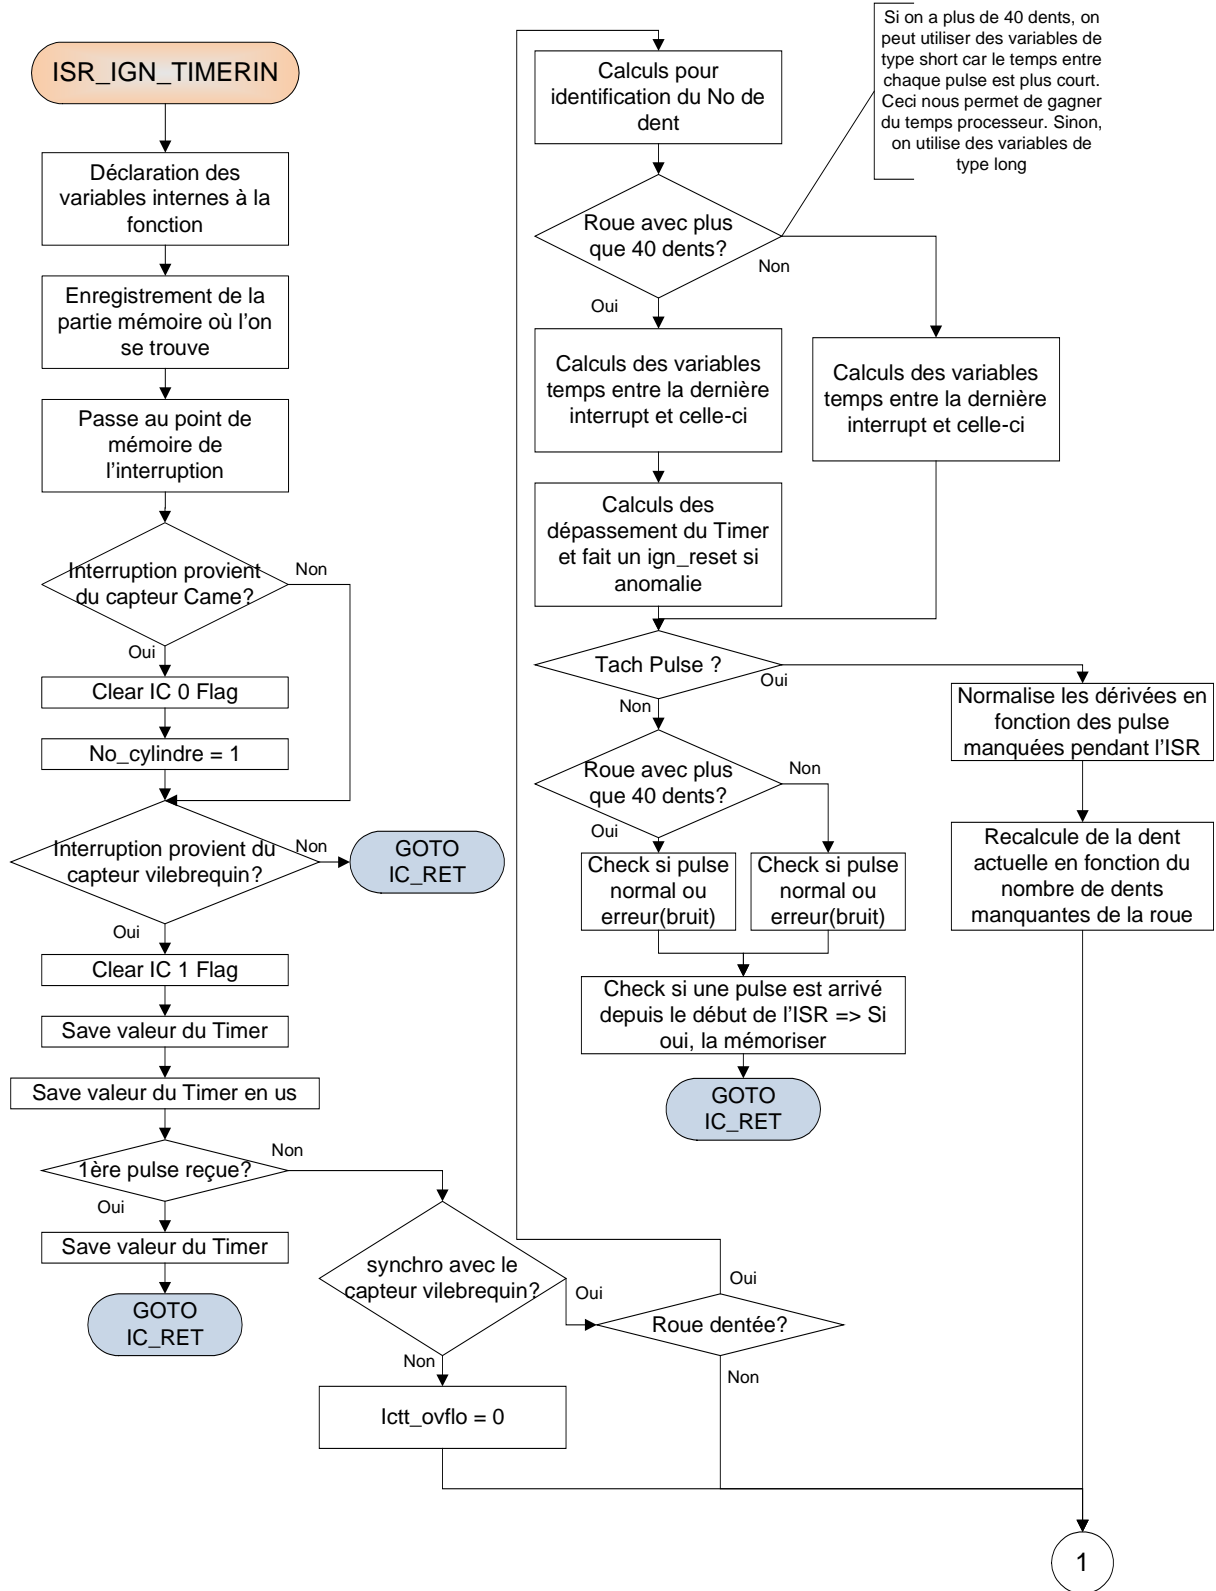 ISR_IGN_TIMERIN
Déclaration des
variables internes à la
fonction
Enregistrement de la
partie mémoire où l'on
se trouve
Passe au point de
mémoire de
l'interruption
Interruption provient
du capteur Came?
Non
Oui
Clear IC 0 Flag
No_cylindre = 1
Interruption provient du
capteur vilebrequin?
Non
GOTO
IC_RET
Oui
Clear IC 1 Flag
Save valeur du Timer
Save valeur du Timer en us
1ère pulse reçue?
Non
Oui
Save valeur du Timer
GOTO
IC_RET
synchro avec le
capteur vilebrequin?
Oui
Non
Ictt_ovflo = 0
Roue dentée?
Oui
Non
Calculs pour
identification du No de
dent
Si on a plus de 40 dents, on
peut utiliser des variables de
type short car le temps entre
chaque pulse est plus court.
Ceci nous permet de gagner
du temps processeur. Sinon,
on utilise des variables de
type long
Roue avec plus
que 40 dents?
Non
Oui
Calculs des variables
temps entre la dernière
interrupt et celle-ci
Calculs des variables
temps entre la dernière
interrupt et celle-ci
Calculs des
dépassement du Timer
et fait un ign_reset si
anomalie
Tach Pulse ?
Oui
Non
Normalise les dérivées en
fonction des pulse
manquées pendant l'ISR
Recalcule de la dent
actuelle en fonction du
nombre de dents
manquantes de la roue
Roue avec plus
que 40 dents?
Non
Oui
Check si pulse
normal ou
erreur(bruit)
Check si pulse
normal ou
erreur(bruit)
Check si une pulse est arrivé
depuis le début de l'ISR => Si
oui, la mémoriser
GOTO
IC_RET
1